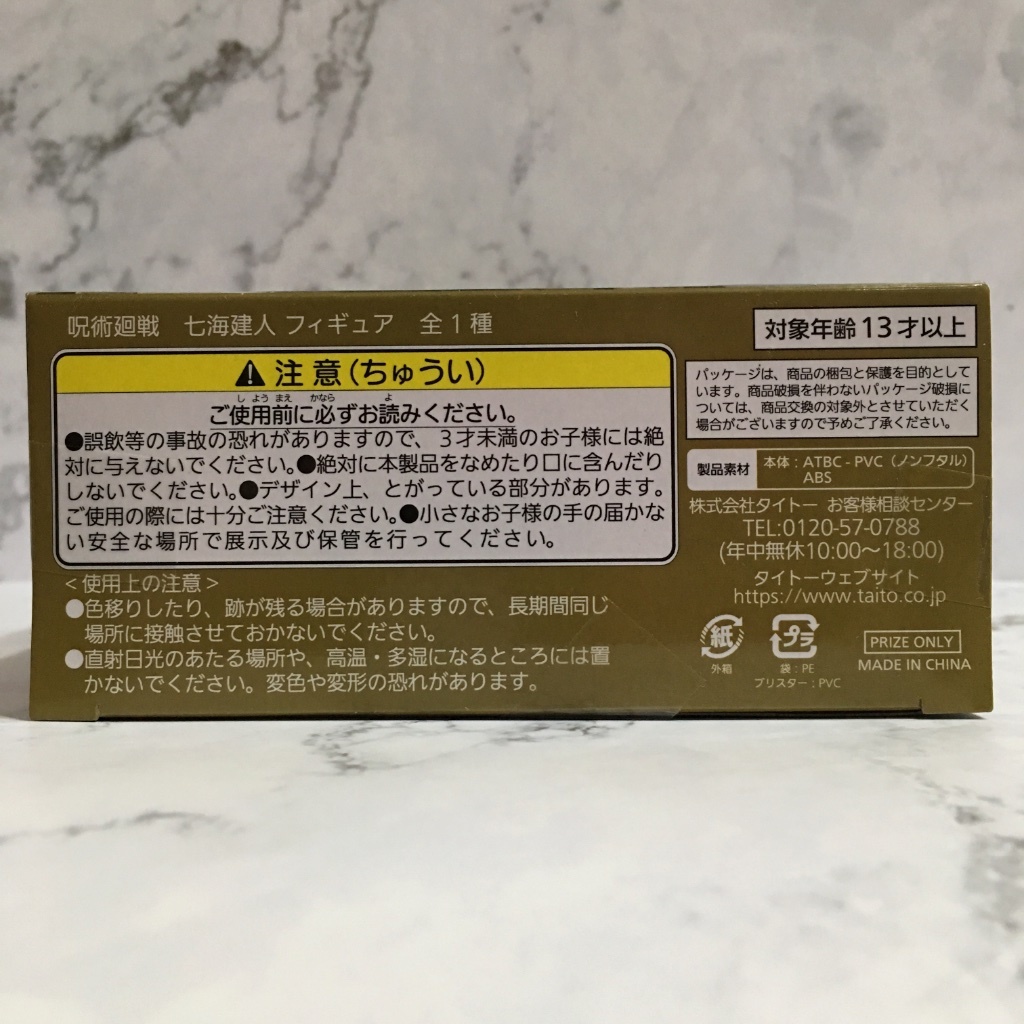 呪術廻戦　七海建人 フィギュア　全1種
注意(ちゅうい)
しようまえ かなら よ
ご使用前に必ずお読みください。
●誤飲等の事故の恐れがありますので、3才未満のお子様には絶
対に与えないでください。●絶対に本製品をなめたり口に含んだり
しないでください。●デザイン上、とがっている部分があります。
ご使用の際には十分ご注意ください。●小さなお子様の手の届かな
い安全な場所で展示及び保管を行ってください。
<使用上の注意>
●色移りしたり、跡が残る場合がありますので、長期間同じ
場所に接触させておかないでください。
●直射日光のあたる場所や、高温・多湿になるところには置
かないでください。変色や変形の恐れがあります。
対象年齢13才以上
パッケージは、商品の梱包と保護を目的としてい
ます。商品破損を伴わないパッケージ破損に
ついては、商品交換の対象外とさせていただく
場合がございますので予めご了承ください。
製品素材
本体：ATBC-PVC（ノンフタル）
ABS
株式会社タイトー　お客様相談センター
TEL:0120-57-0788
(年中無休10:00〜18:00)
タイトーウェブサイト
https://www.taito.co.jp
紙
外箱
プラ
袋：PE
ブリスター：PVC
PRIZE ONLY
MADE IN CHINA